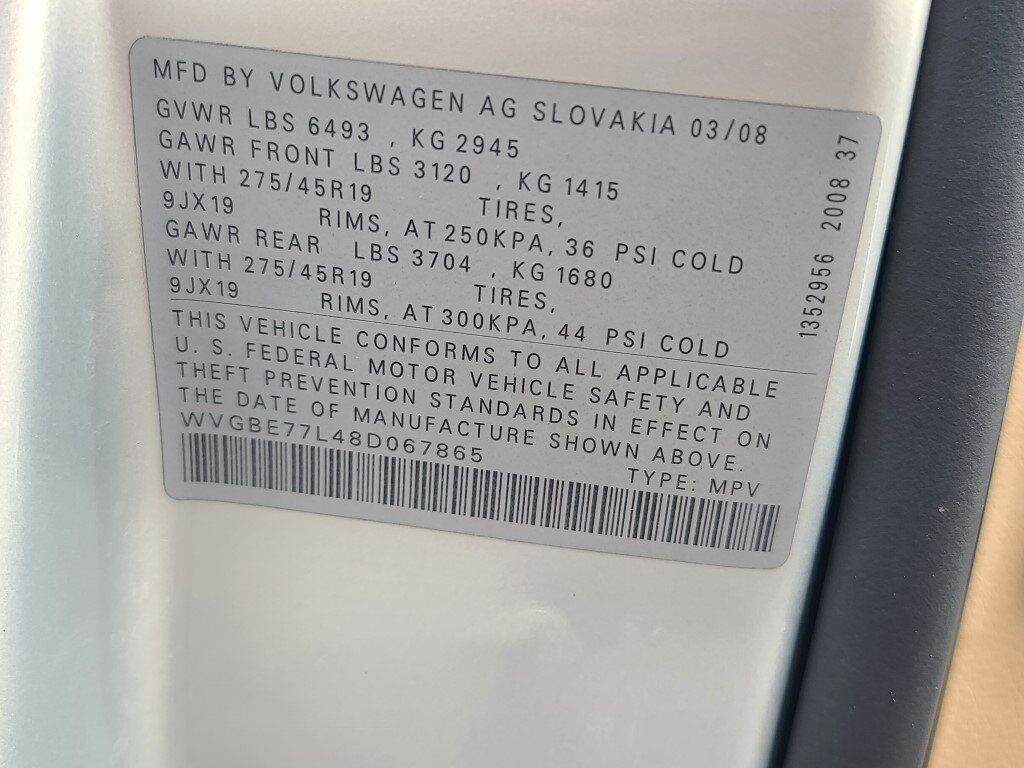 MFD BY VOLKSWAGEN AG SLOVAKIA 03/08
GVWR LBS 6493 , KG 2945
GAWR FRONT LBS 3120 , KG 1415
WITH 275/45R19 TIRES,
9JX19 RIMS, AT 250KPA, 36 PSI COLD
GAWR REAR LBS 3704 , KG 1680
WITH 275/45R19 TIRES,
9JX19 RIMS, AT 300KPA, 44 PSI COLD
THIS VEHICLE CONFORMS TO ALL APPLICABLE
U. S. FEDERAL MOTOR VEHICLE SAFETY AND
THEFT PREVENTION STANDARDS IN EFFECT ON
THE DATE OF MANUFACTURE SHOWN ABOVE.
WVGBE77L48D067865 TYPE: MPV
1352956 2008 37